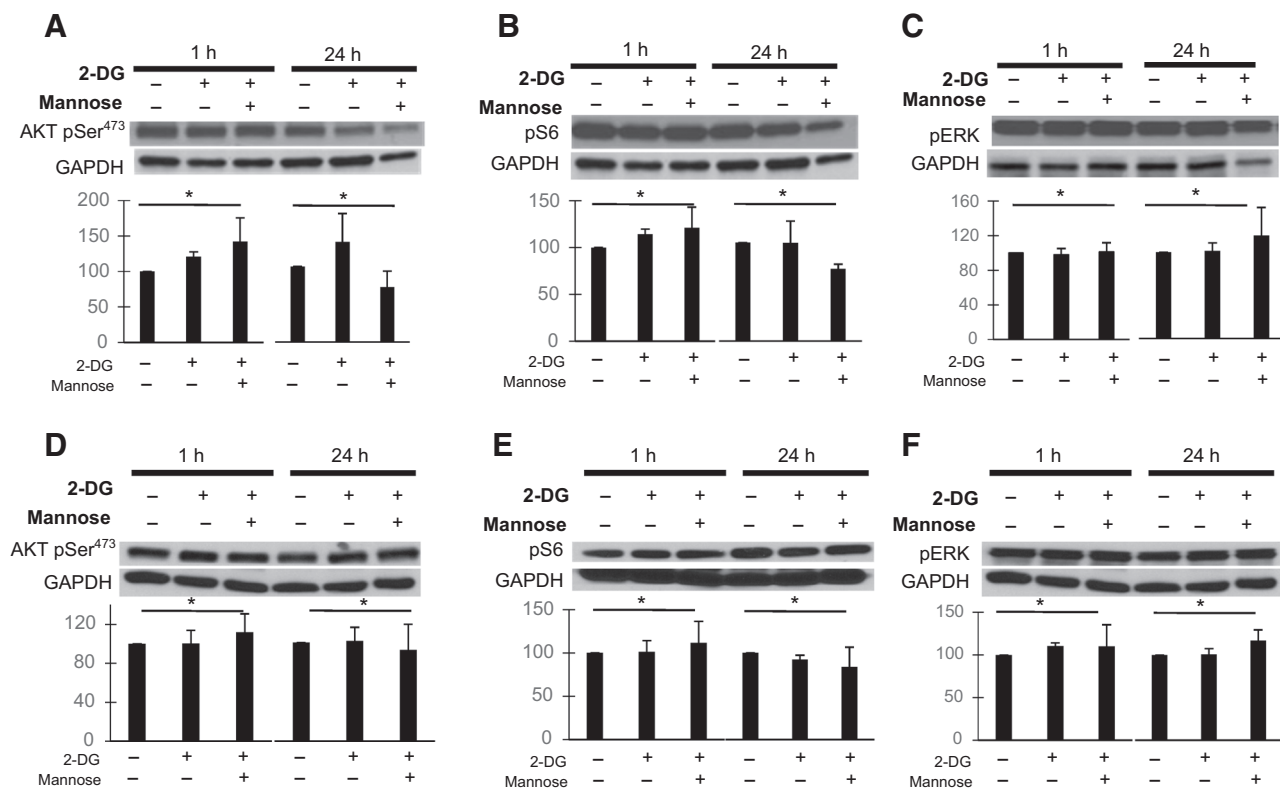 A
1 h 24 h
2-DG – + + – + +
Mannose – – + – – +
AKT pSer473
GAPDH
* *
200
150
100
50
0
2-DG – + + – + +
Mannose – – + – – +
B
1 h 24 h
2-DG – + + – + +
Mannose – – + – – +
pS6
GAPDH
* *
150
100
50
0
2-DG – + + – + +
Mannose – – + – – +
C
1 h 24 h
2-DG – + + – + +
Mannose – – + – – +
pERK
GAPDH
* *
160
120
80
40
0
2-DG – + + – + +
Mannose – – + – – +
D
1 h 24 h
2-DG – + + – + +
Mannose – – + – – +
AKT pSer473
GAPDH
* *
120
80
40
0
2-DG – + + – + +
Mannose – – + – – +
E
1 h 24 h
2-DG – + + – + +
Mannose – – + – – +
pS6
GAPDH
* *
150
100
50
0
2-DG – + + – + +
Mannose – – + – – +
F
1 h 24 h
2-DG – + + – + +
Mannose – – + – – +
pERK
GAPDH
* *
150
100
50
0
2-DG – + + – + +
Mannose – – + – – +